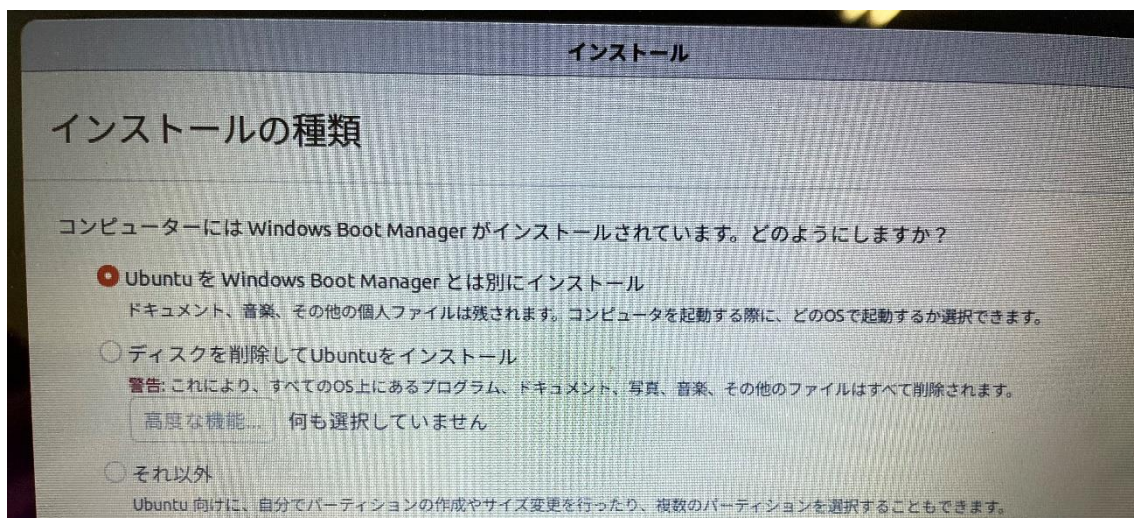 インストール
インストールの種類
コンピューターには Windows Boot Manager がインストールされています。どのようにしますか？
Ubuntu を Windows Boot Manager とは別にインストール
ドキュメント、音楽、その他の個人ファイルは残されます。コンピュータを起動する際に、どのOSで起動するか選択できます。
ディスクを削除してUbuntuをインストール
警告: これにより、すべてのOS上にあるプログラム、ドキュメント、写真、音楽、その他のファイルはすべて削除されます。
高度な機能... 何も選択していません
それ以外
Ubuntu 向けに、自分でパーティションの作成やサイズ変更を行ったり、複数のパーティションを選択することもできます。